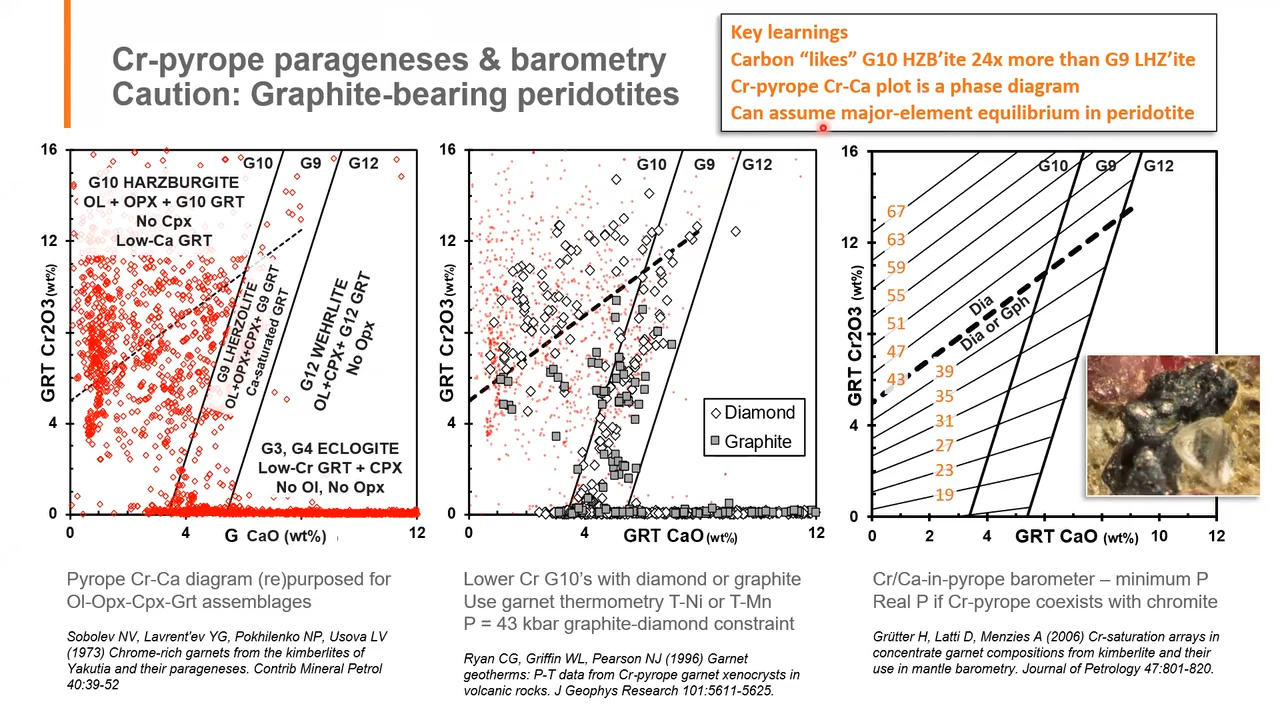 Cr-pyrope parageneses & barometry
Caution: Graphite-bearing peridotites
Key learnings
Carbon “likes” G10 HZB’ite 24x more than G9 LHZ’ite
Cr-pyrope Cr-Ca plot is a phase diagram
Can assume major-element equilibrium in peridotite
16
12
8
4
0
GRT Cr2O3 (wt%)
G10
G9
G12
G10 HARZBURGITE
OL + OPX + G10 GRT
No Cpx
Low-Ca GRT
G9 LHERZOLITE
OL+OPX+CPX+ G9 GRT
Ca-saturated GRT
G12 WEHRLITE
OL+CPX+ G12 GRT
No Opx
G3, G4 ECLOGITE
Low-Cr GRT + CPX
No Ol, No Opx
0
4
G CaO (wt%)
12
16
12
8
4
0
GRT Cr2O3 (wt%)
G10
G9
G12
Diamond
Graphite
0
4
GRT CaO (wt%)
12
16
12
8
4
0
GRT Cr2O3 (wt%)
G10
G9
G12
67
63
59
55
51
47
43
39
35
31
27
23
19
Dia
Dia or Gph
0
2
4
GRT CaO (wt%)
10
12
Pyrope Cr-Ca diagram (re)purposed for
Ol-Opx-Cpx-Grt assemblages
Sobolev NV, Lavrent'ev YG, Pokhilenko NP, Usova LV
(1973) Chrome-rich garnets from the kimberlites of
Yakutia and their parageneses. Contrib Mineral Petrol
40:39-52
Lower Cr G10’s with diamond or graphite
Use garnet thermometry T-Ni or T-Mn
P = 43 kbar graphite-diamond constraint
Ryan CG, Griffin WL, Pearson NJ (1996) Garnet
geotherms: P-T data from Cr-pyrope garnet xenocrysts in
volcanic rocks. J Geophys Research 101:5611-5625.
Cr/Ca-in-pyrope barometer – minimum P
Real P if Cr-pyrope coexists with chromite
Grütter H, Latti D, Menzies A (2006) Cr-saturation arrays in
concentrate garnet compositions from kimberlite and their
use in mantle barometry. Journal of Petrology 47:801-820.